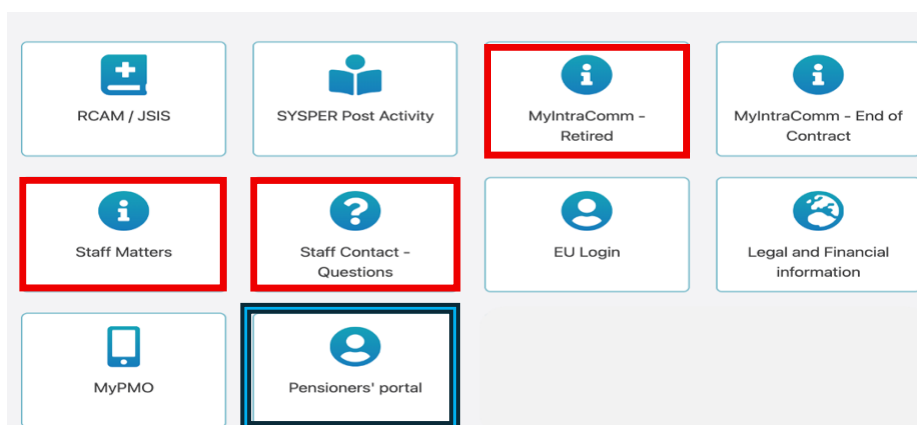 RCAM / JSIS
SYSPER Post Activity
MyIntraComm -
Retired
MyIntraComm - End of
Contract
Staff Matters
Staff Contact -
Questions
EU Login
Legal and Financial
information
MyPMO
Pensioners' portal